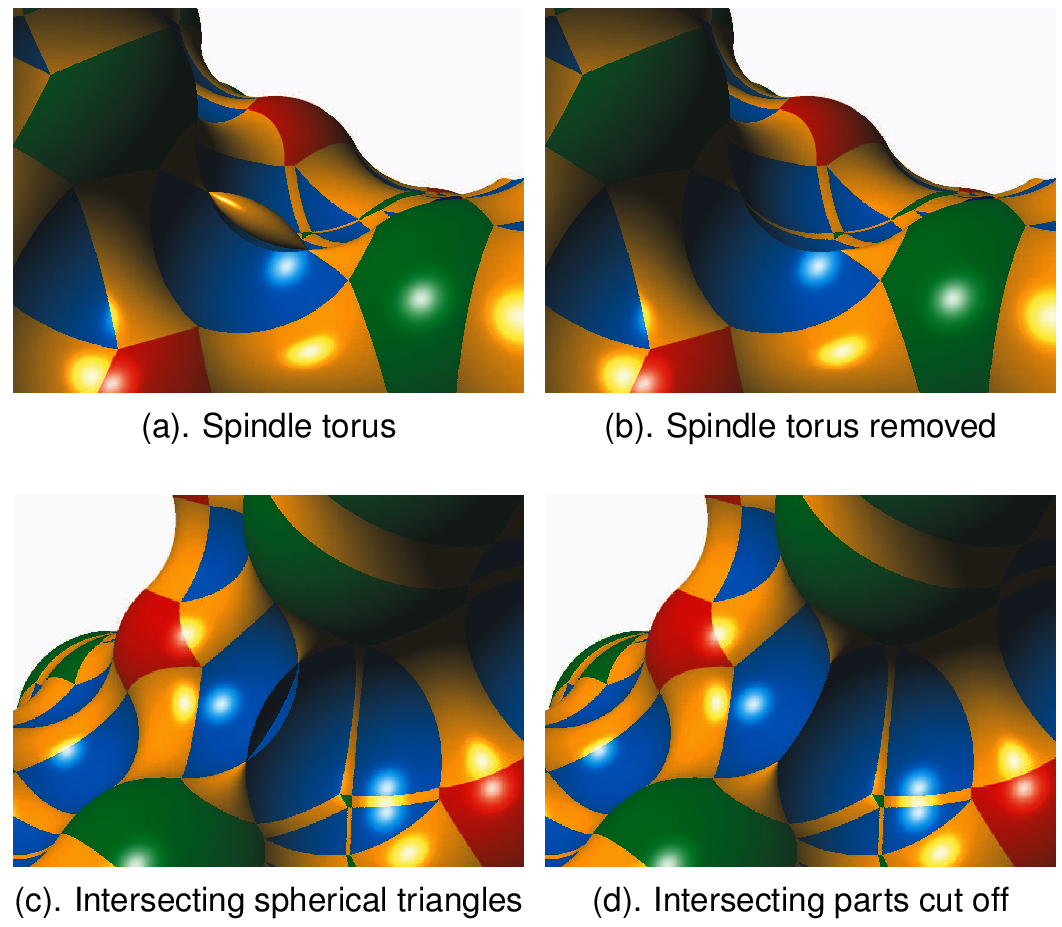 (a). Spindle torus
(b). Spindle torus removed
(c). Intersecting spherical triangles
(d). Intersecting parts cut off